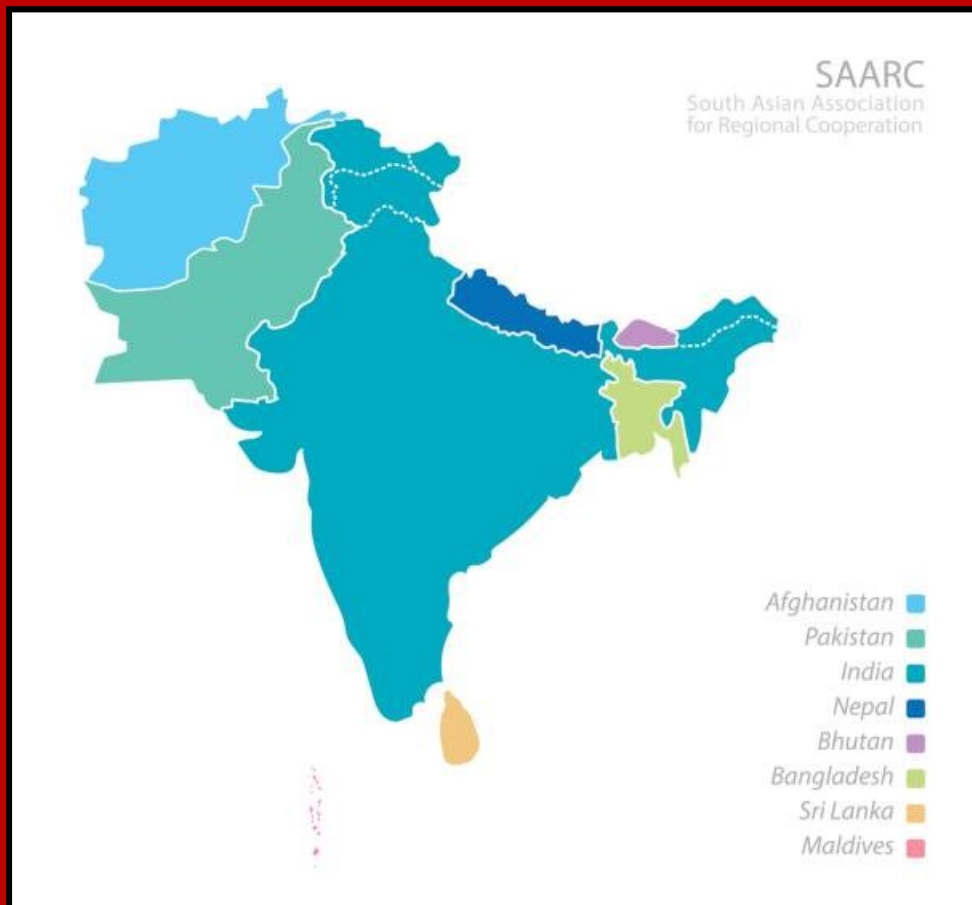 SAARC
South Asian Association
for Regional Cooperation
Afghanistan
Pakistan
India
Nepal
Bhutan
Bangladesh
Sri Lanka
Maldives